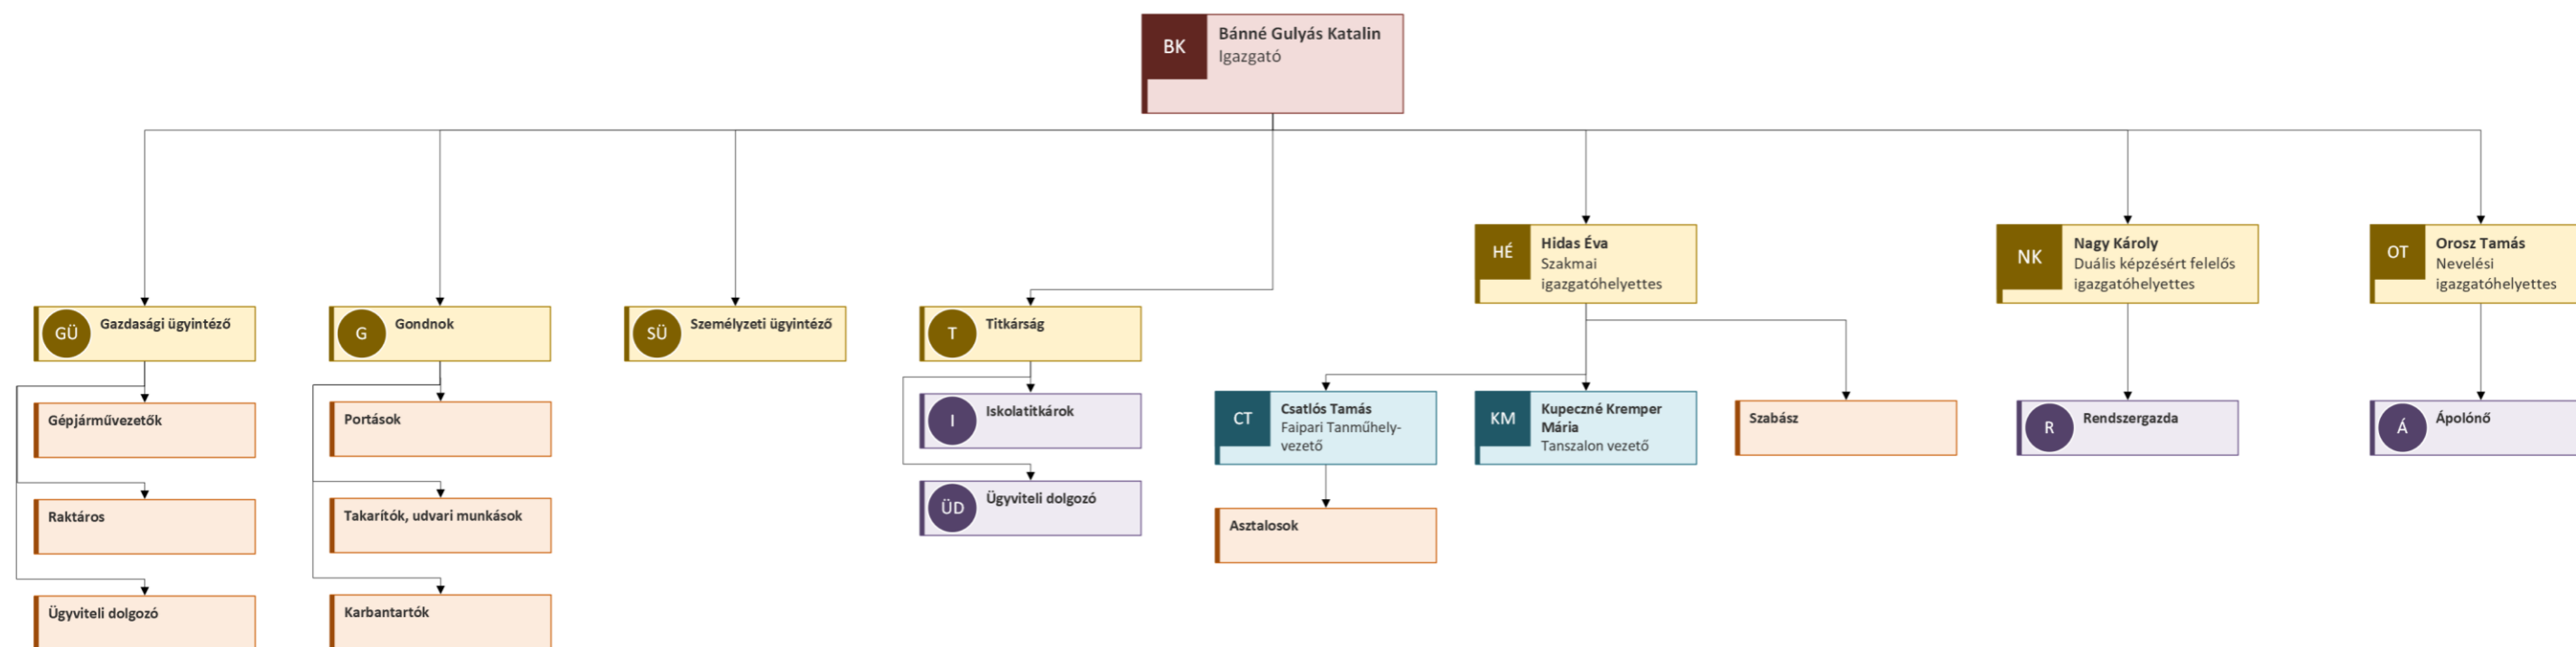 BK
Bánné Gulyás Katalin
Igazgató
HÉ
Hidas Éva
Szakmai
igazgatóhelyettes
NK
Nagy Károly
Duális képzésért felelős
igazgatóhelyettes
OT
Orosz Tamás
Nevelési
igazgatóhelyettes
GÜ
Gazdasági ügyintéző
G
Gondnok
SÜ
Személyzeti ügyintéző
T
Titkárság
Gépjárművezetők
Portások
I
Iskolatitkárok
CT
Csatlós Tamás
Faipari Tanműhely-
vezető
KM
Kupeczné Kremper
Mária
Tanszalon vezető
Szabász
R
Rendszergazda
Á
Ápolónő
Raktáros
Takarítók, udvari munkások
ÜD
Ügyviteli dolgozó
Asztalosok
Ügyviteli dolgozó
Karbantartók